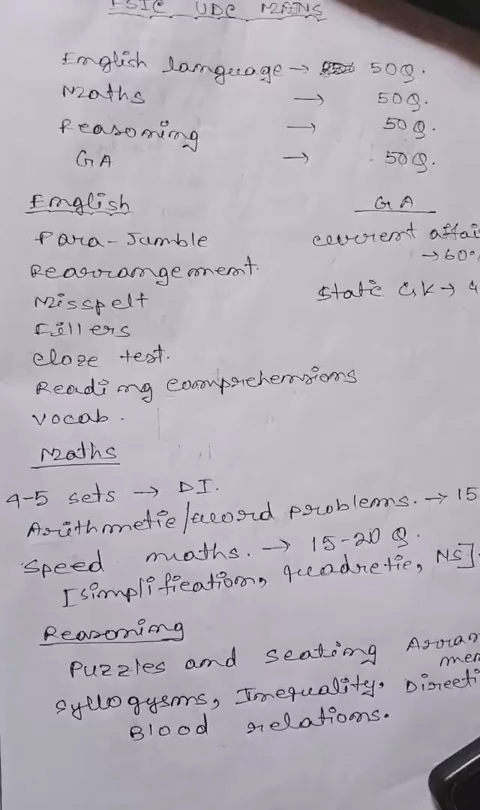 ESIC UDC MAINS
English language → 50Q.
Maths → 50Q.
Reasoning → 50Q.
GA → 50Q.
English
GA
Para-Jumble
current affai
Rearrangement.
→60%
Misspelt
State GK →
Fillers
cloze test.
Reading comprehensions
vocab.
Maths
4-5 sets → DI.
Arithmetic/word problems. → 15
Speed maths. → 15-20 Q.
[simplification, quadretic, NS].
Reasoning
Puzzles and seating Arran
men
syllogysms, Inequality, Directi
Blood relations.